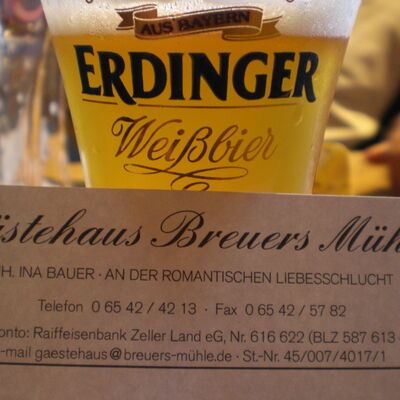 AUS BAYERN
ERDINGER
Weißbier
ästehaus Breuers Müh
H. INA BAUER · AN DER ROMANTISCHEN LIEBESSCHLUCHT
Telefon 0 65 42 / 42 13 · Fax 0 65 42 / 57 82
onto: Raiffeisenbank Zeller Land eG, Nr. 616 622 (BLZ 587 613
-mail gaestehaus@breuers-mühle.de · St.-Nr. 45/007/4017/1